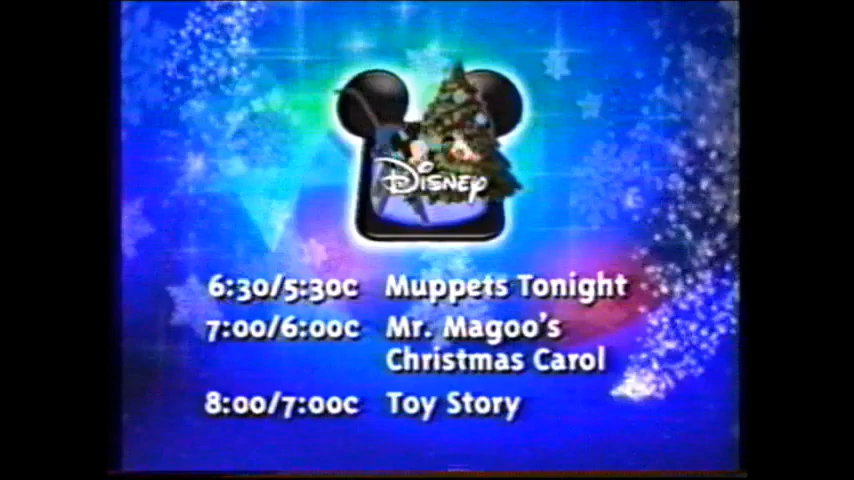 Disney
6:30/5:30c Muppets Tonight
7:00/6:00c Mr. Magoo's
Christmas Carol
8:00/7:00c Toy Story